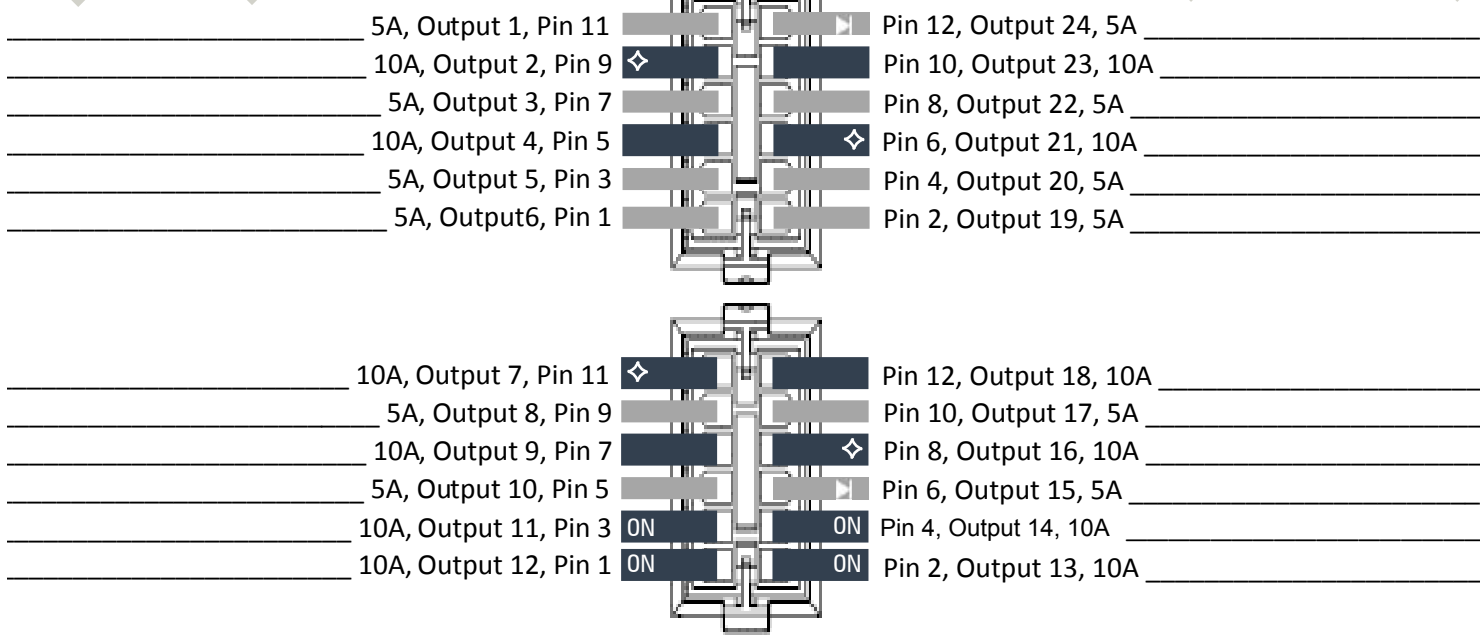 5A, Output 1, Pin 11 Pin 12, Output 24, 5A
10A, Output 2, Pin 9 Pin 10, Output 23, 10A
5A, Output 3, Pin 7 Pin 8, Output 22, 5A
10A, Output 4, Pin 5 Pin 6, Output 21, 10A
5A, Output 5, Pin 3 Pin 4, Output 20, 5A
5A, Output6, Pin 1 Pin 2, Output 19, 5A
10A, Output 7, Pin 11 Pin 12, Output 18, 10A
5A, Output 8, Pin 9 Pin 10, Output 17, 5A
10A, Output 9, Pin 7 Pin 8, Output 16, 10A
5A, Output 10, Pin 5 Pin 6, Output 15, 5A
10A, Output 11, Pin 3 ON ON Pin 4, Output 14, 10A
10A, Output 12, Pin 1 ON ON Pin 2, Output 13, 10A